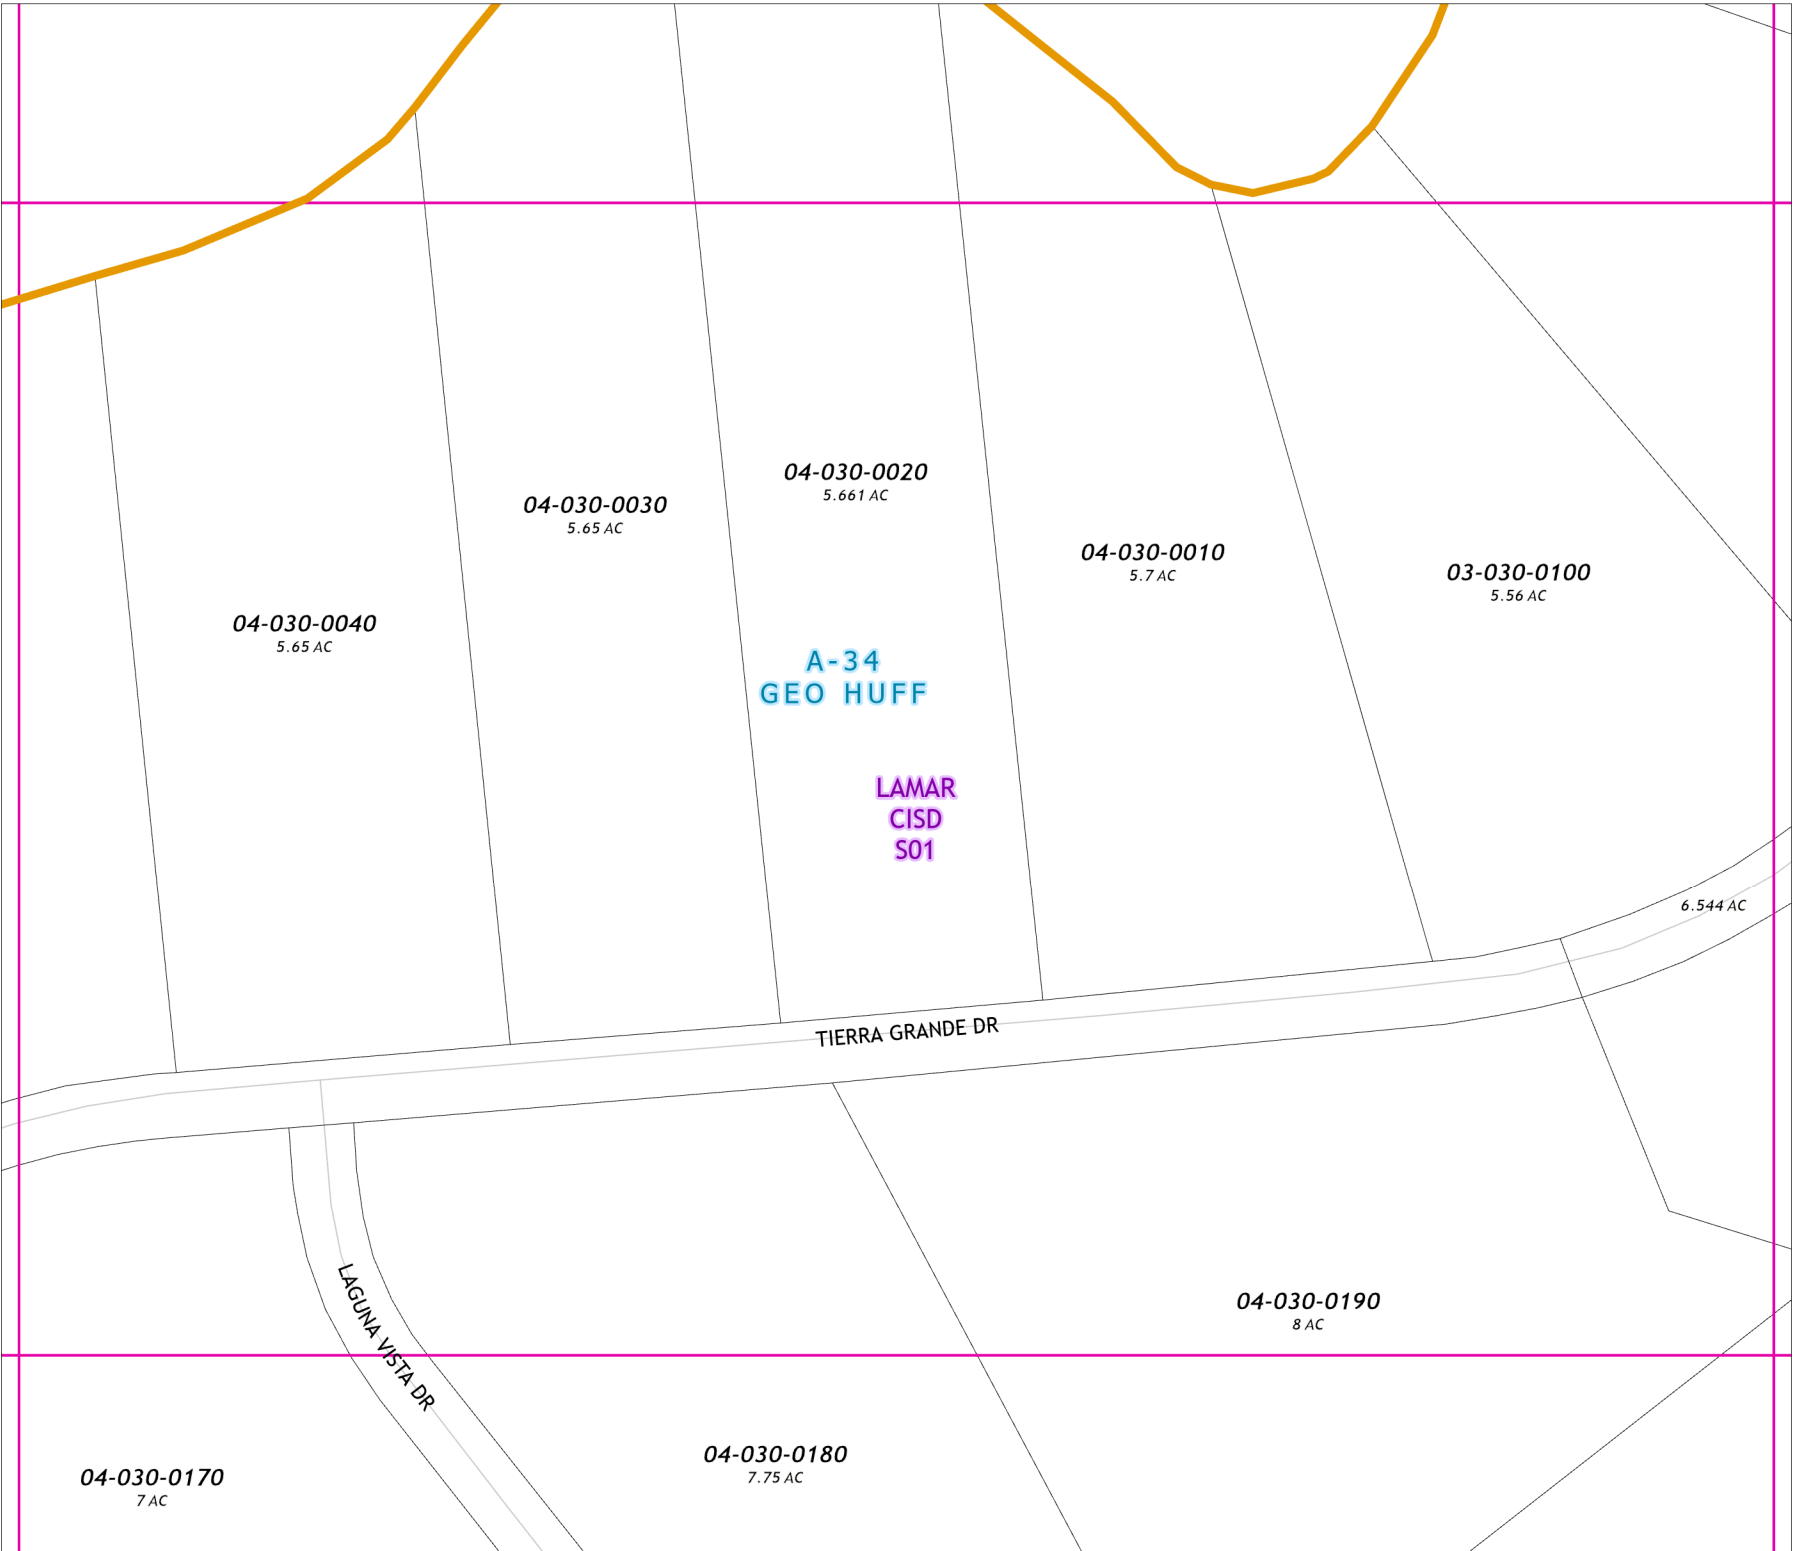 04-030-0020
5.661 AC
04-030-0030
5.65 AC
04-030-0010
5.7 AC
03-030-0100
5.56 AC
04-030-0040
5.65 AC
A-34
GEO HUFF
LAMAR
CISD
S01
6.544 AC
TIERRA GRANDE DR
LAGUNA VISTA DR
04-030-0190
8 AC
04-030-0180
7.75 AC
04-030-0170
7 AC